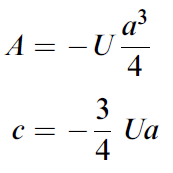 A = −U a³/4
c = −3/4 Ua